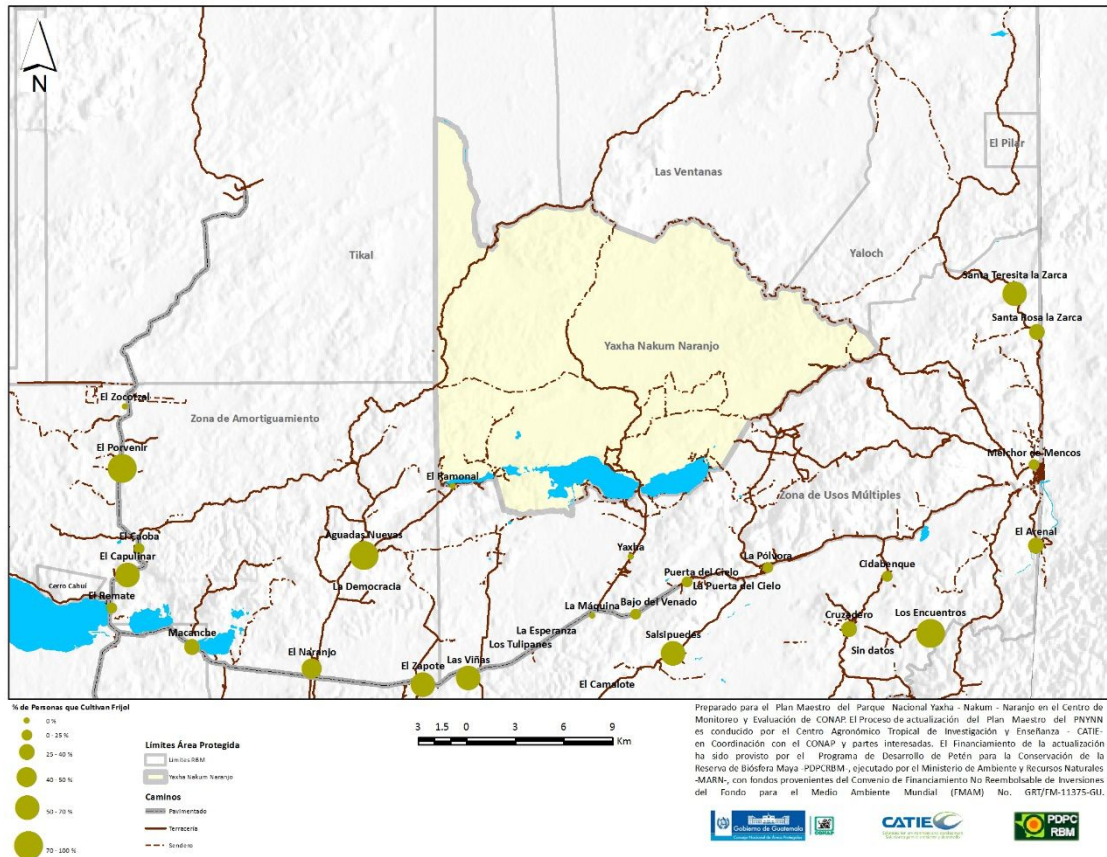 N
El Pilar
Las Ventanas
Tikal
Yaloch
Santa Teresita la Zarca
Santa Rosa la Zarca
Yaxha Nakum Naranjo
El Zocotzal
Zona de Amortiguamiento
El Porvenir
El Ramonal
Melchor de Mencos
Zona de Usos Múltiples
El Caoba
Aguadas Nuevas
El Arenal
El Capulinar
Yaxha
La Pólvora
Cidabenque
Cerro Cahuí
La Democracia
Puerta del Cielo
La Puerta del Cielo
El Remate
La Máquina
Bajo del Venado
Cruzadero
Los Encuentros
Macanche
La Esperanza
Los Tulipanes
Salsipuedes
Sin datos
El Naranjo
El Zapote
Las Viñas
El Camalote
% de Personas que Cultivan Frijol
0 %
0 - 25 %
25 - 40 %
40 - 50 %
50 - 70 %
70 - 100 %
Límites Área Protegida
Límites RBM
Yaxha Nakum Naranjo
Caminos
Pavimentado
Terracería
Sendero
3 1.5 0 3 6 9
Km
Preparado para el Plan Maestro del Parque Nacional Yaxha - Nakum - Naranjo en el Centro de
Monitoreo y Evaluación de CONAP. El Proceso de actualización del Plan Maestro del PNYNN
es conducido por el Centro Agronómico Tropical de Investigación y Enseñanza - CATIE-
en Coordinación con el CONAP y partes interesadas. El Financiamiento de la actualización
ha sido provisto por el Programa de Desarrollo de Petén para la Conservación de la
Reserva de Biósfera Maya -PDPCRBM-, ejecutado por el Ministerio de Ambiente y Recursos Naturales
-MARN-, con fondos provenientes del Convenio de Financiamiento No Reembolsable de Inversiones
del Fondo para el Medio Ambiente Mundial (FMAM) No. GRT/FM-11375-GU.
Gobierno de Guatemala
Consejo Nacional de Áreas Protegidas
CONAP
CATIE
PDPC
RBM